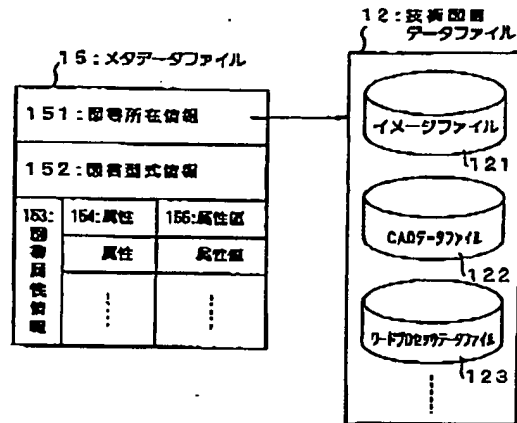 12:技術図書
データファイル
15:メタデータファイル
151:図書所在情報
152:図書型式情報
153:
図書属性情報
154:属性
155:属性値
属性
属性値
イメージファイル
121
CADデータファイル
122
ワードプロセッサデータファイル
123